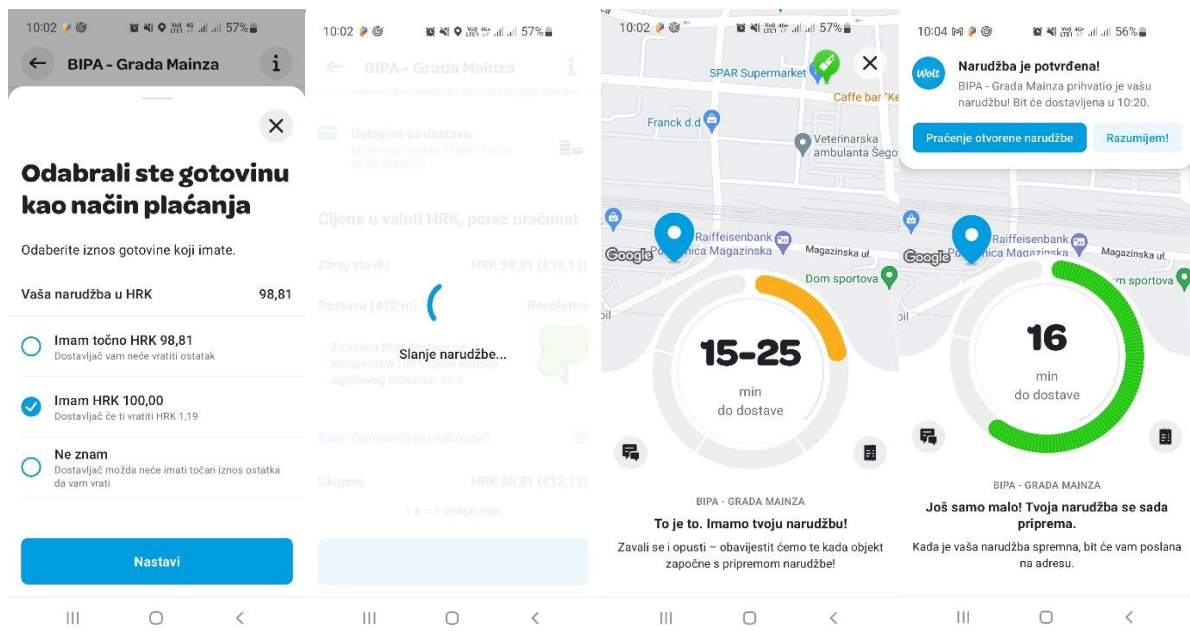 10:02
57%
BIPA - Grada Mainza
i
Odabrali ste gotovinu
kao način plaćanja
Odaberite iznos gotovine koji imate.
Vaša narudžba u HRK 98,81
Imam točno HRK 98,81
Dostavljač vam neće vratiti ostatak
Imam HRK 100,00
Dostavljač će ti vratiti HRK 1,19
Ne znam
Dostavljač možda neće imati točan iznos ostatka
da vam vrati
Nastavi
10:02
57%
BIPA - Grada Mainza
i
Gotovina uz dostavu
Cijene u valuti HRK, porez uračunat
Zbroj stavki HRK 98,81 (€13,11)
Dostava (412 m) Besplatno
Slanje narudžbe...
ugljikovog dioksida. Više
Kako funkcioniraju naknade?
Ukupno HRK 98,81 (€13,11)
1 € = 7.53450 HRK
10:02
57%
SPAR Supermarket
Caffe bar "Ke
Franck d.d
Veterinarska
ambulanta Šego
Raiffeisenbank
Magazinska
Magazinska ul.
Google
Dom sportova
15-25
min
do dostave
BIPA - GRADA MAINZA
To je to. Imamo tvoju narudžbu!
Zavali se i opusti – obavijestit ćemo te kada objekt
započne s pripremom narudžbe!
10:04
56%
Wolt
Narudžba je potvrđena!
BIPA - Grada Mainza prihvatio je vašu
narudžbu! Bit će dostavljena u 10:20.
Praćenje otvorene narudžbe
Razumijem!
Raiffeisenbank
Magazinska
Magazinska ul.
Google
m sportova
16
min
do dostave
BIPA - GRADA MAINZA
Još samo malo! Tvoja narudžba se sada
priprema.
Kada je vaša narudžba spremna, bit će vam poslana
na adresu.